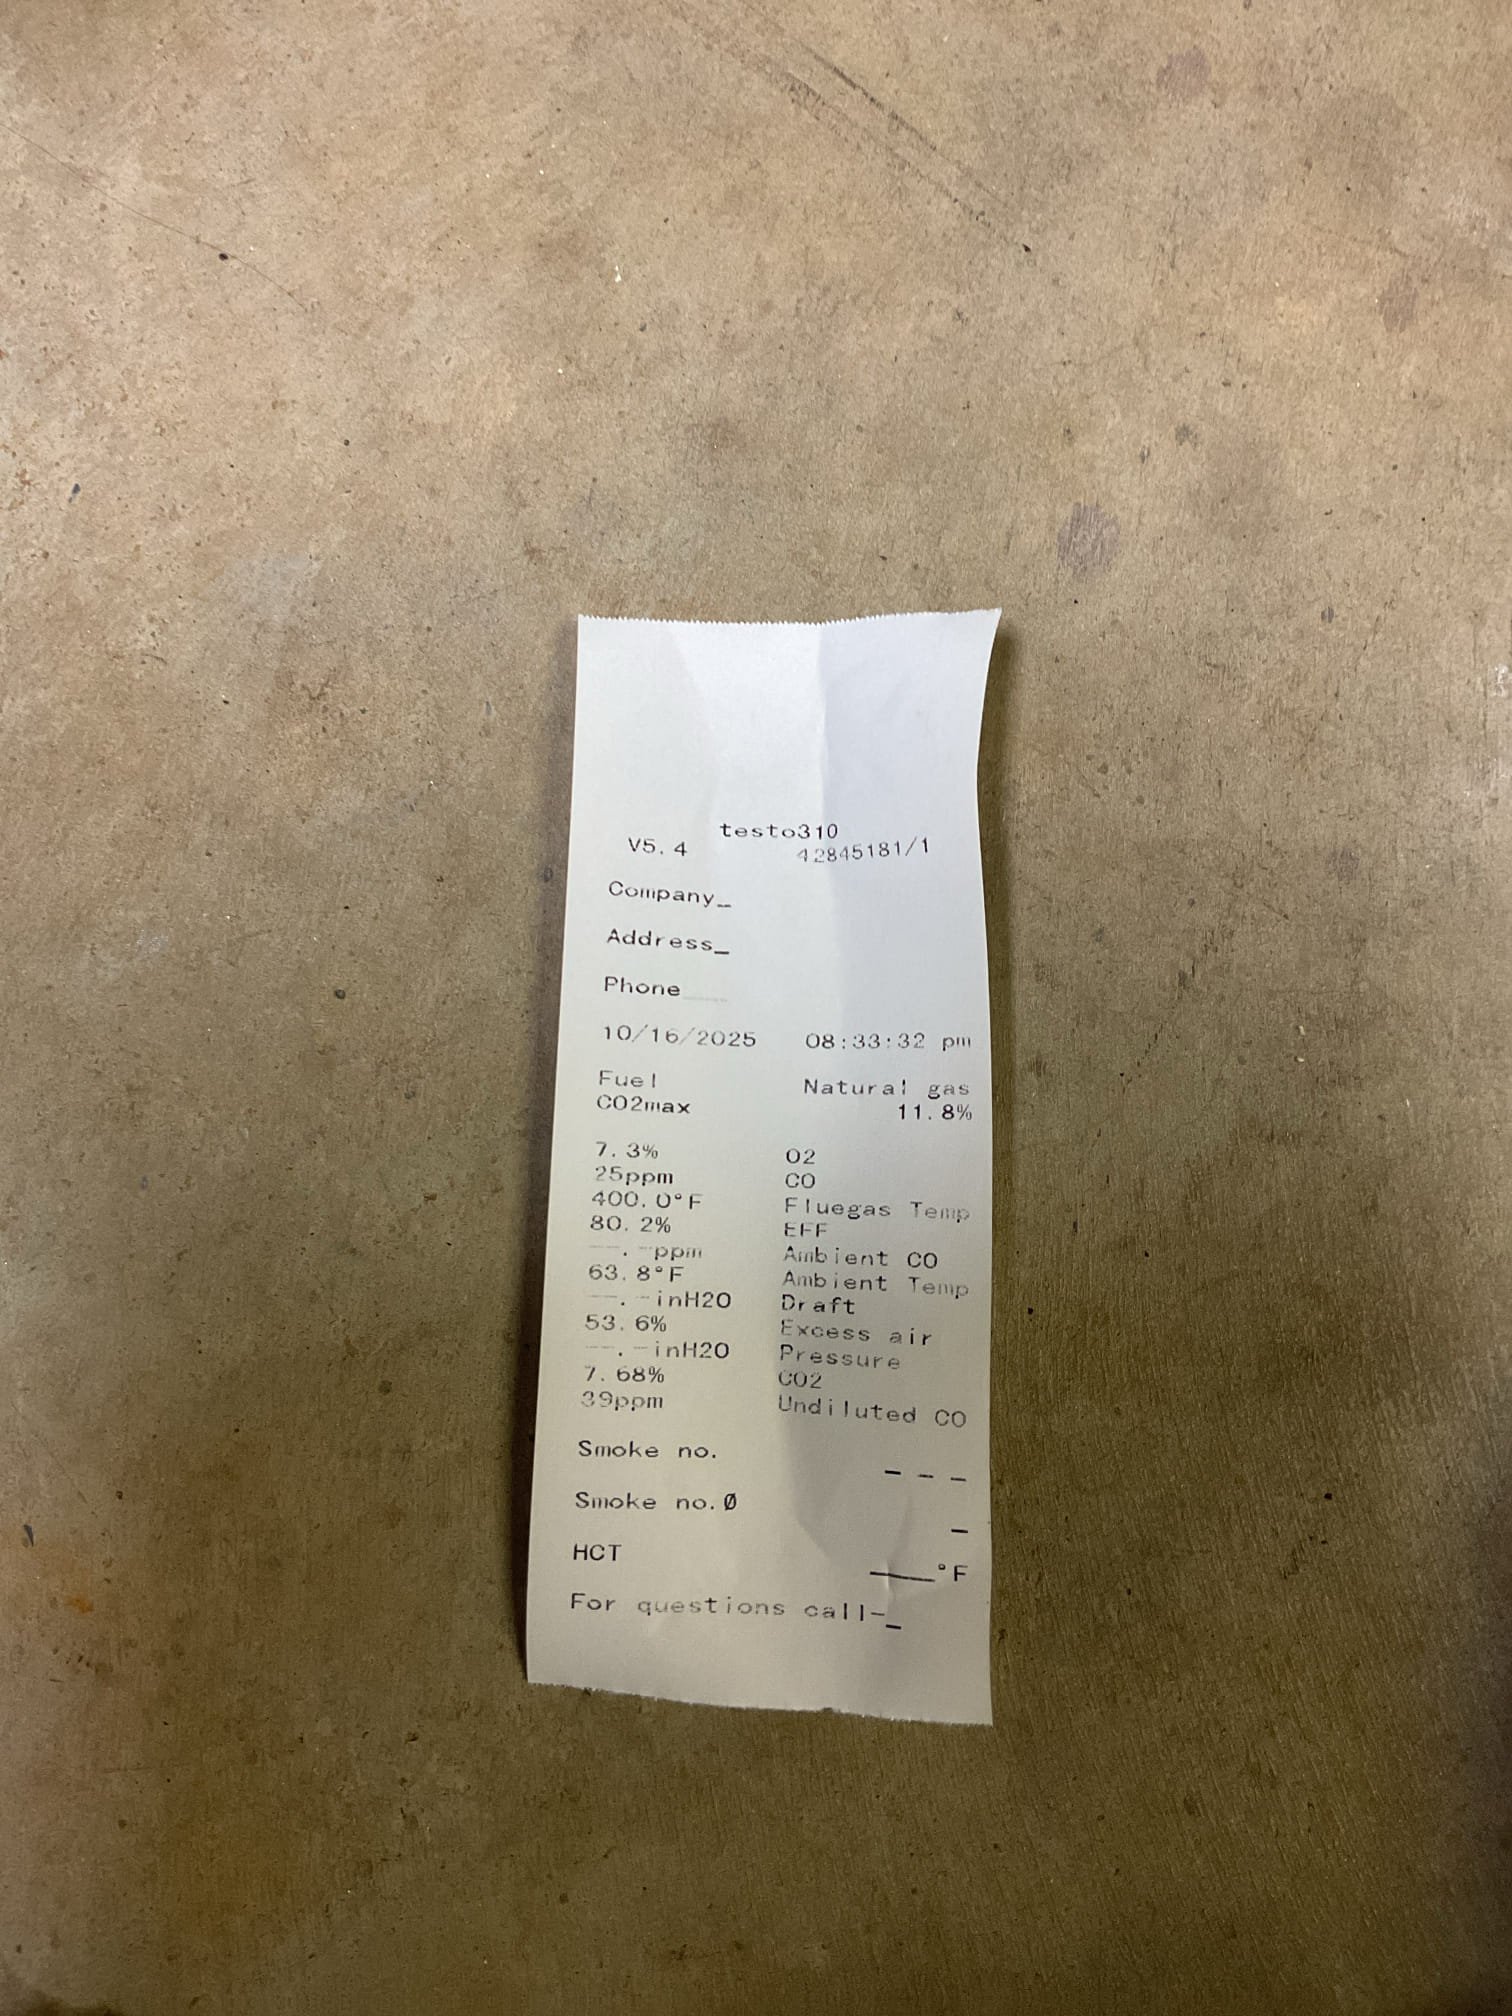 testo310
V5.4 42845181/1
Company_
Address_
Phone
10/16/2025 08:33:32 pm
Fuel Natural gas
CO2max 11.8%
7.3% O2
25ppm CO
400.0°F Fluegas Temp
80.2% EFF
--.-ppm Ambient CO
63.8°F Ambient Temp
--.-inH2O Draft
53.6% Excess air
--.-inH2O Pressure
7.68% CO2
39ppm Undiluted CO
Smoke no.
_ _ _
Smoke no.Ø
_
HCT
____°F
For questions call-_